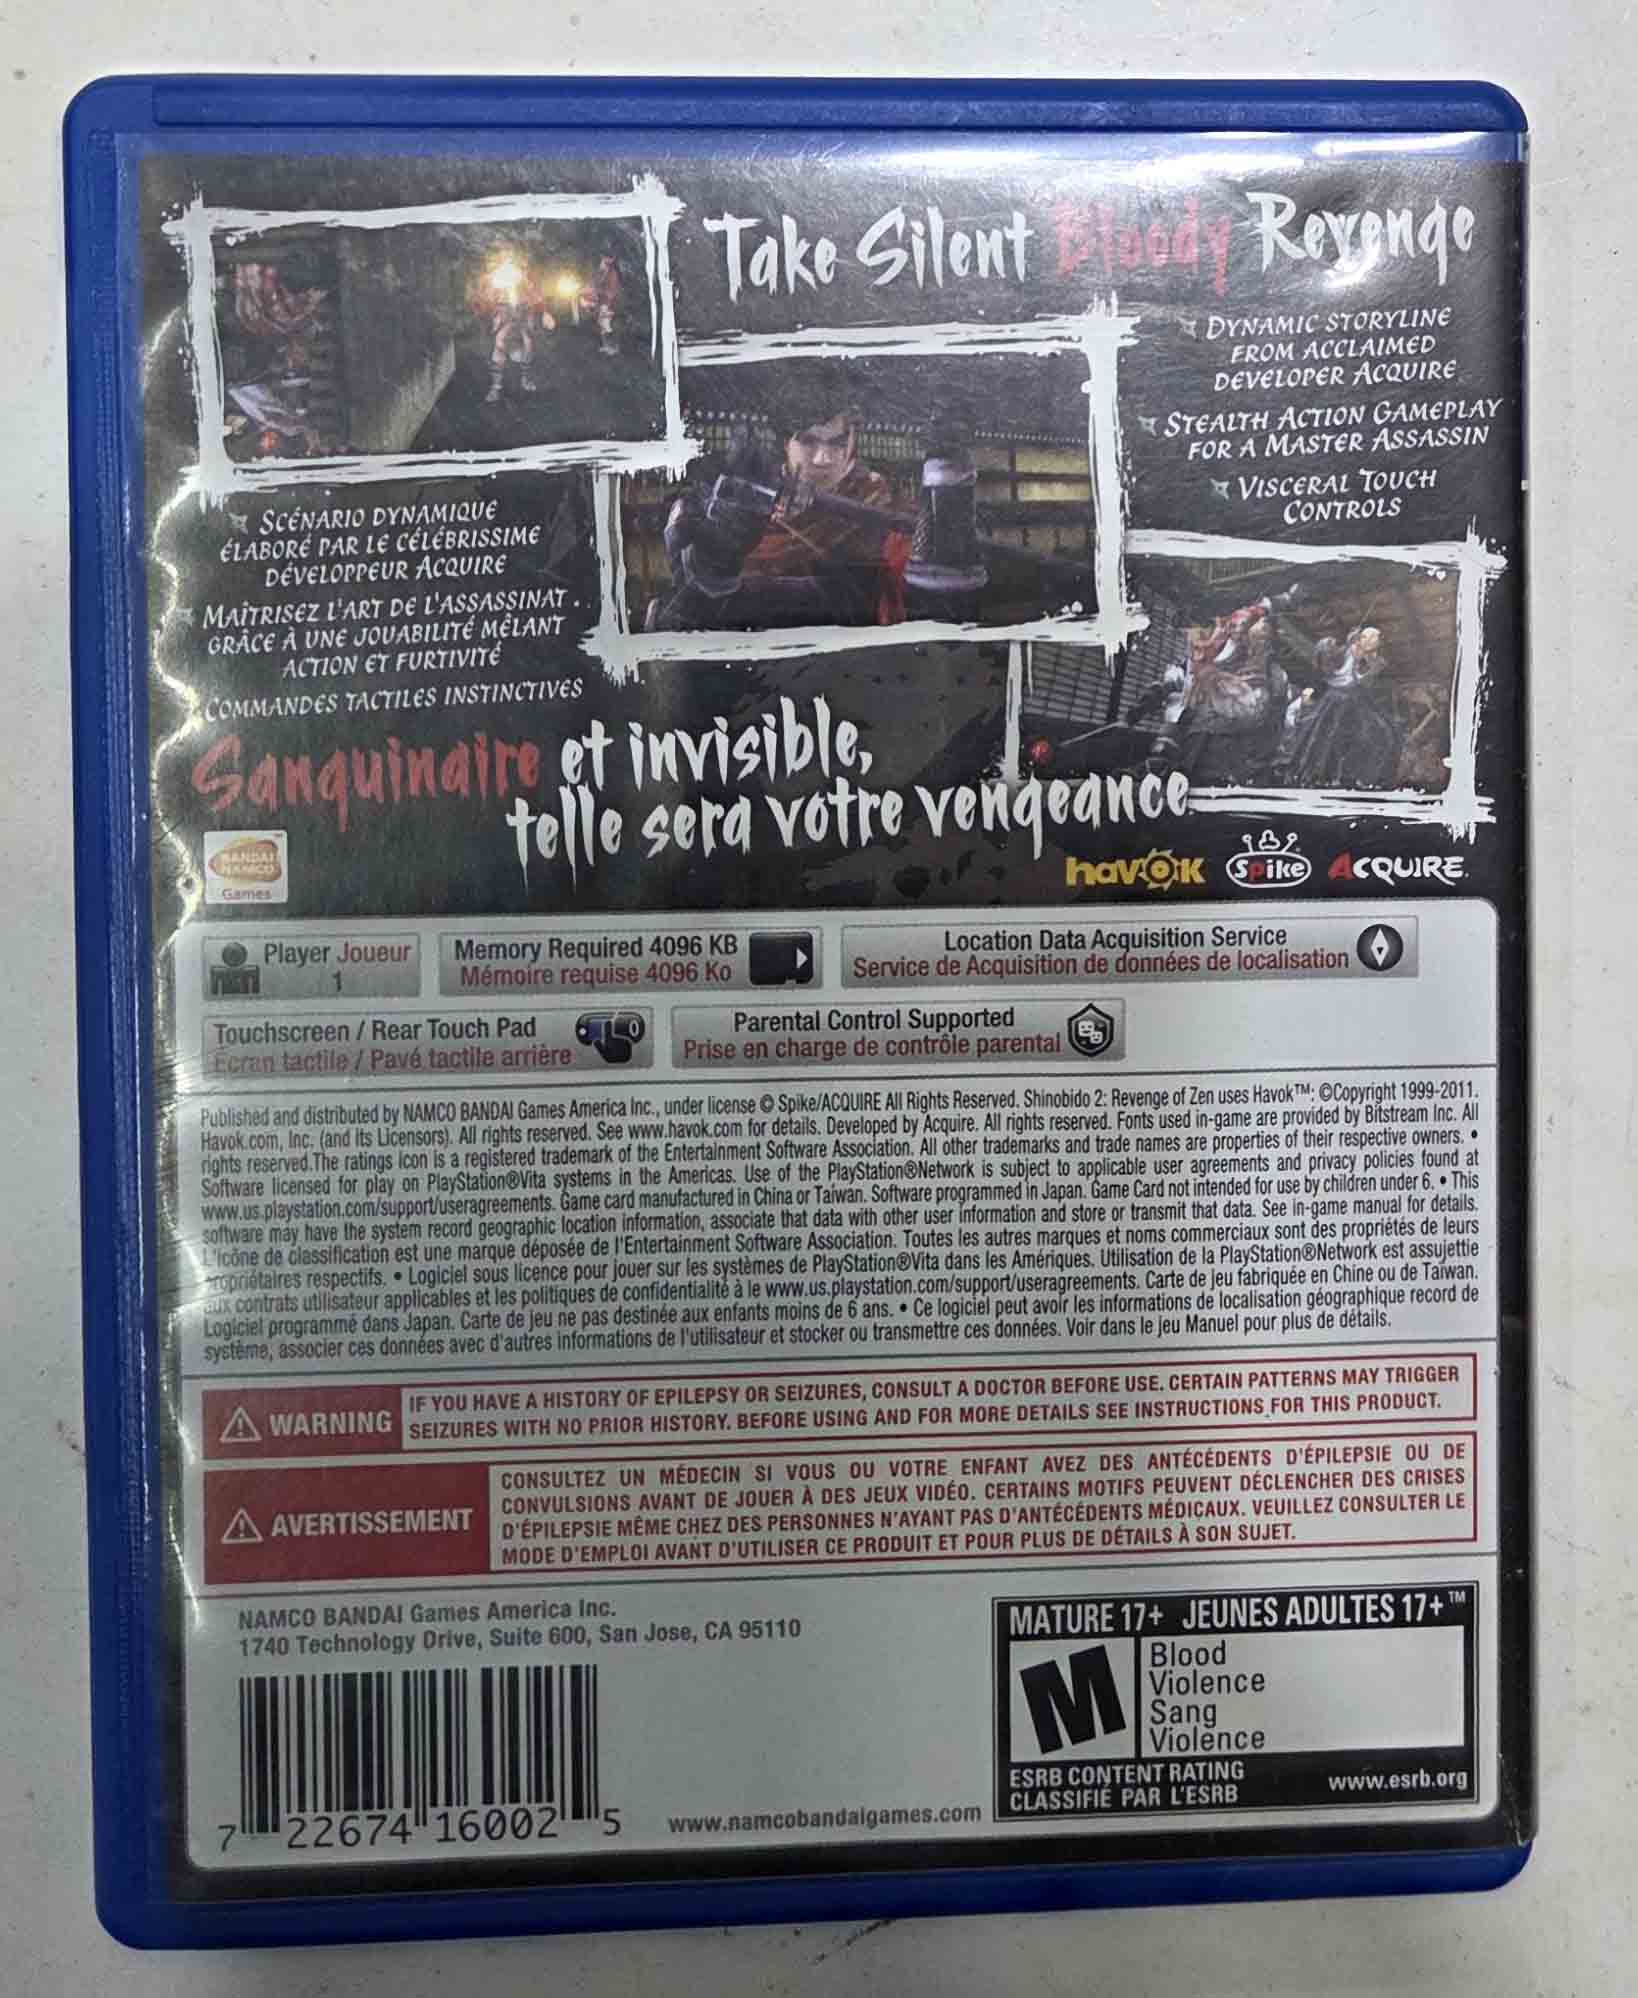 Take Silent Bloody Revenge
DYNAMIC STORYLINE
FROM ACCLAIMED
DEVELOPER ACQUIRE
STEALTH ACTION GAMEPLAY
FOR A MASTER ASSASSIN
VISCERAL TOUCH
CONTROLS
SCÉNARIO DYNAMIQUE
ÉLABORÉ PAR LE CÉLÉBRISSIME
DÉVELOPPEUR ACQUIRE
MAÎTRISEZ L'ART DE L'ASSASSINAT
GRÂCE À UNE JOUABILITÉ MÊLANT
ACTION ET FURTIVITÉ
COMMANDES TACTILES INSTINCTIVES
Sanguinaire et invisible,
telle sera votre vengeance
BANDAI
NAMCO
Games
havok Spike ACQUIRE.
Player Joueur
1
Memory Required 4096 KB
Mémoire requise 4096 Ko
Location Data Acquisition Service
Service de Acquisition de données de localisation
Touchscreen / Rear Touch Pad
Écran tactile / Pavé tactile arrière
Parental Control Supported
Prise en charge de contrôle parental
Published and distributed by NAMCO BANDAI Games America Inc., under license © Spike/ACQUIRE All Rights Reserved. Shinobido 2: Revenge of Zen uses Havok™: ©Copyright 1999-2011.
Havok.com, Inc. (and its Licensors). All rights reserved. See www.havok.com for details. Developed by Acquire. All rights reserved. Fonts used in-game are provided by Bitstream Inc. All
rights reserved.The ratings icon is a registered trademark of the Entertainment Software Association. All other trademarks and trade names are properties of their respective owners. •
Software licensed for play on PlayStation®Vita systems in the Americas. Use of the PlayStation®Network is subject to applicable user agreements and privacy policies found at
www.us.playstation.com/support/useragreements. Game card manufactured in China or Taiwan. Software programmed in Japan. Game Card not intended for use by children under 6. • This
software may have the system record geographic location information, associate that data with other user information and store or transmit that data. See in-game manual for details.
L'icône de classification est une marque déposée de l'Entertainment Software Association. Toutes les autres marques et noms commerciaux sont des propriétés de leurs
propriétaires respectifs. • Logiciel sous licence pour jouer sur les systèmes de PlayStation®Vita dans les Amériques. Utilisation de la PlayStation®Network est assujettie
aux contrats utilisateur applicables et les politiques de confidentialité à le www.us.playstation.com/support/useragreements. Carte de jeu fabriquée en Chine ou de Taïwan.
Logiciel programmé dans Japan. Carte de jeu ne pas destinée aux enfants moins de 6 ans. • Ce logiciel peut avoir les informations de localisation géographique record de
système, associer ces données avec d'autres informations de l'utilisateur et stocker ou transmettre ces données. Voir dans le jeu Manuel pour plus de détails.
WARNING
IF YOU HAVE A HISTORY OF EPILEPSY OR SEIZURES, CONSULT A DOCTOR BEFORE USE. CERTAIN PATTERNS MAY TRIGGER
SEIZURES WITH NO PRIOR HISTORY. BEFORE USING AND FOR MORE DETAILS SEE INSTRUCTIONS FOR THIS PRODUCT.
AVERTISSEMENT
CONSULTEZ UN MÉDECIN SI VOUS OU VOTRE ENFANT AVEZ DES ANTÉCÉDENTS D'ÉPILEPSIE OU DE
CONVULSIONS AVANT DE JOUER À DES JEUX VIDÉO. CERTAINS MOTIFS PEUVENT DÉCLENCHER DES CRISES
D'ÉPILEPSIE MÊME CHEZ DES PERSONNES N'AYANT PAS D'ANTÉCÉDENTS MÉDICAUX. VEUILLEZ CONSULTER LE
MODE D'EMPLOI AVANT D'UTILISER CE PRODUIT ET POUR PLUS DE DÉTAILS À SON SUJET.
NAMCO BANDAI Games America Inc.
1740 Technology Drive, Suite 600, San Jose, CA 95110
7 22674 16002 5
www.namcobandaigames.com
MATURE 17+ JEUNES ADULTES 17+™
M
Blood
Violence
Sang
Violence
ESRB CONTENT RATING
CLASSIFIÉ PAR L'ESRB
www.esrb.org